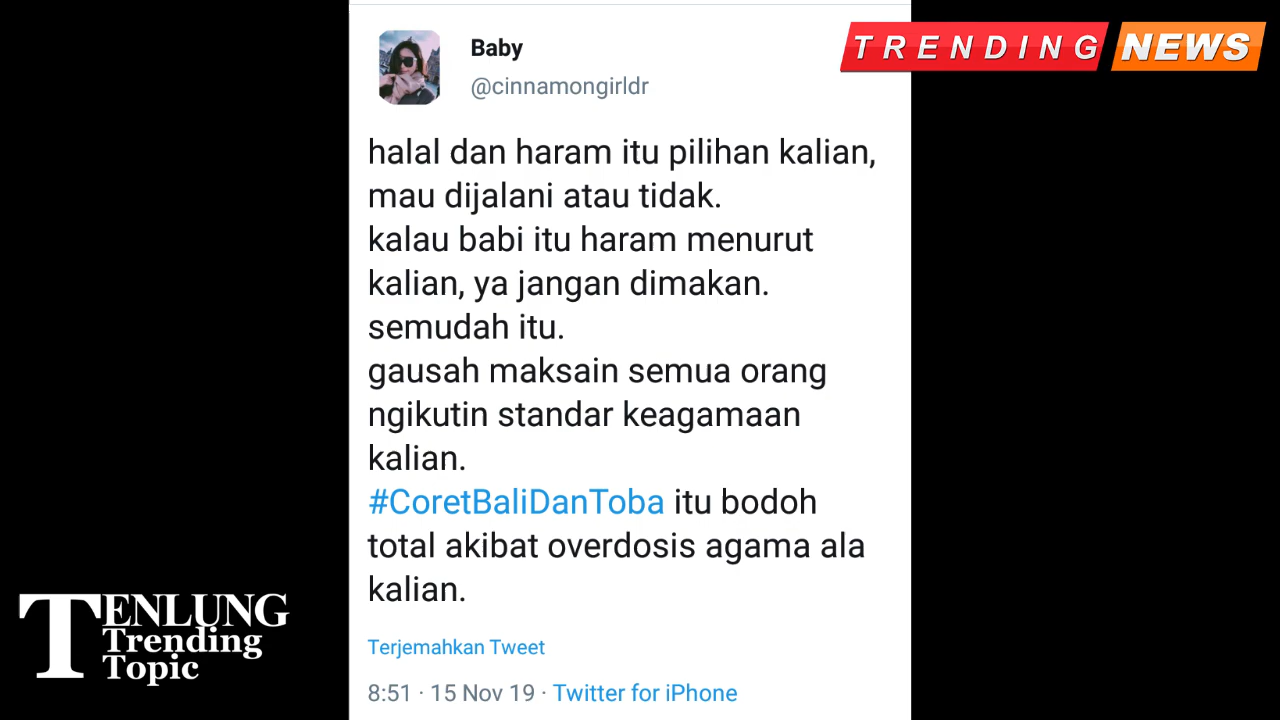 Baby
@cinnamongirldr
TRENDING NEWS
halal dan haram itu pilihan kalian,
mau dijalani atau tidak.
kalau babi itu haram menurut
kalian, ya jangan dimakan.
semudah itu.
gausah maksain semua orang
ngikutin standar keagamaan
kalian.
#CoretBaliDanToba itu bodoh
total akibat overdosis agama ala
kalian.
Terjemahkan Tweet
8:51 · 15 Nov 19 · Twitter for iPhone
TENLUNG
Trending
Topic